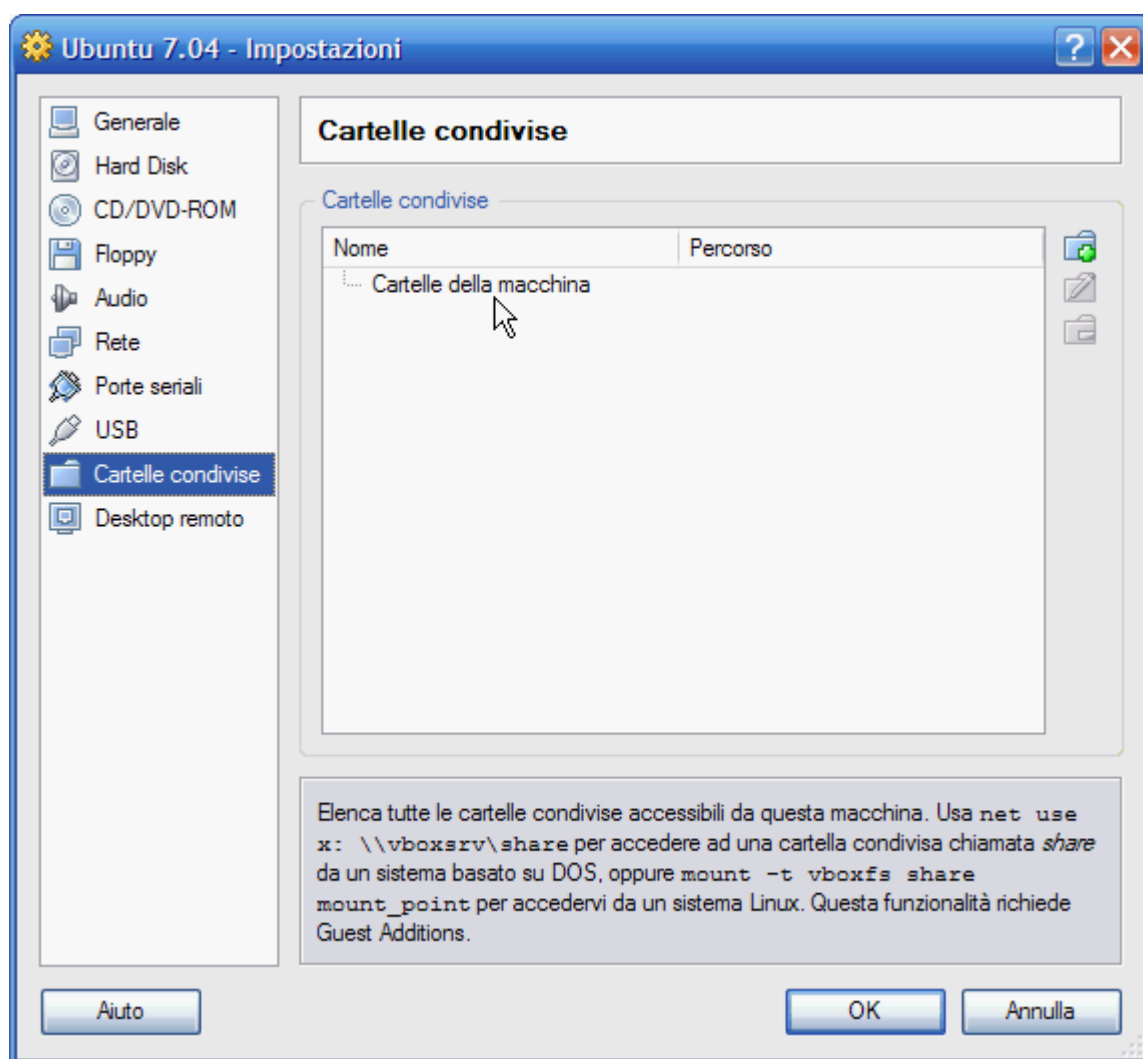 Ubuntu 7.04 - Impostazioni
Generale
Hard Disk
CD/DVD-ROM
Floppy
Audio
Rete
Porte seriali
USB
Cartelle condivise
Desktop remoto
Cartelle condivise
Cartelle condivise
Nome Percorso
Cartelle della macchina
Elenca tutte le cartelle condivise accessibili da questa macchina. Usa net use
x: \\vboxsrv\share per accedere ad una cartella condivisa chiamata share
da un sistema basato su DOS, oppure mount -t vboxfs share
mount_point per accedervi da un sistema Linux. Questa funzionalità richiede
Guest Additions.
Aiuto OK Annulla